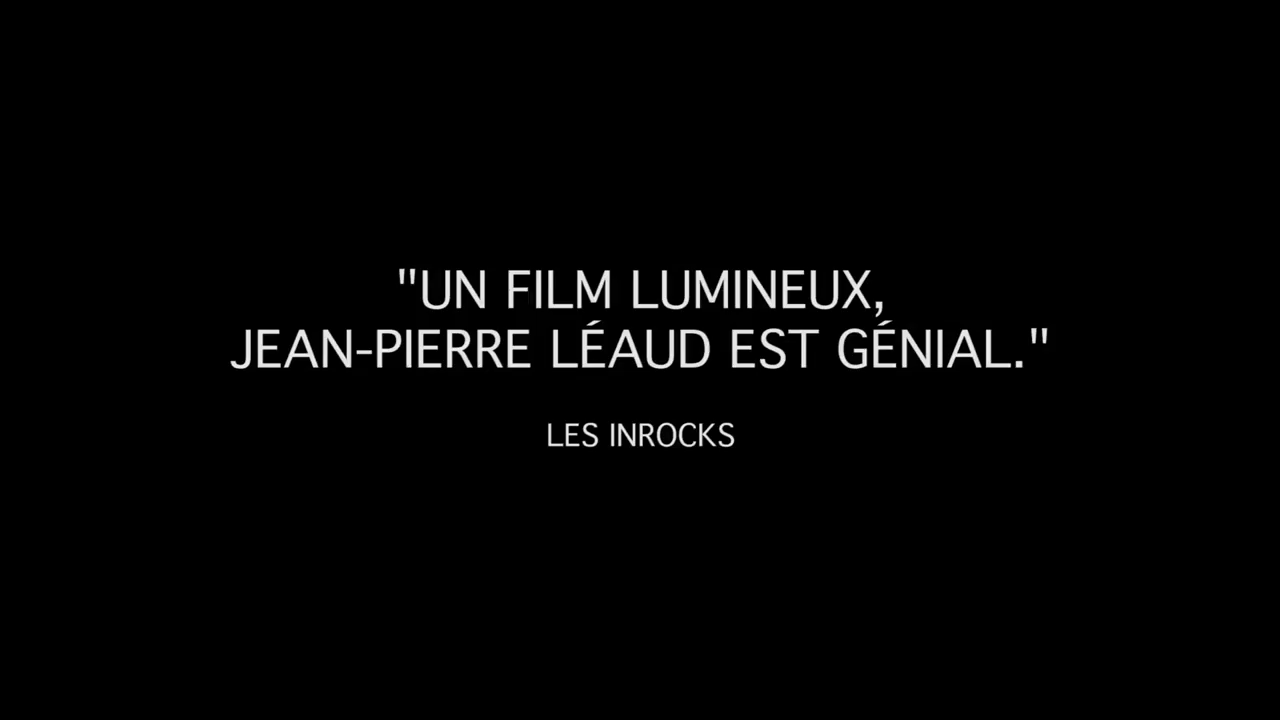 "UN FILM LUMINEUX,
JEAN-PIERRE LÉAUD EST GÉNIAL."
LES INROCKS